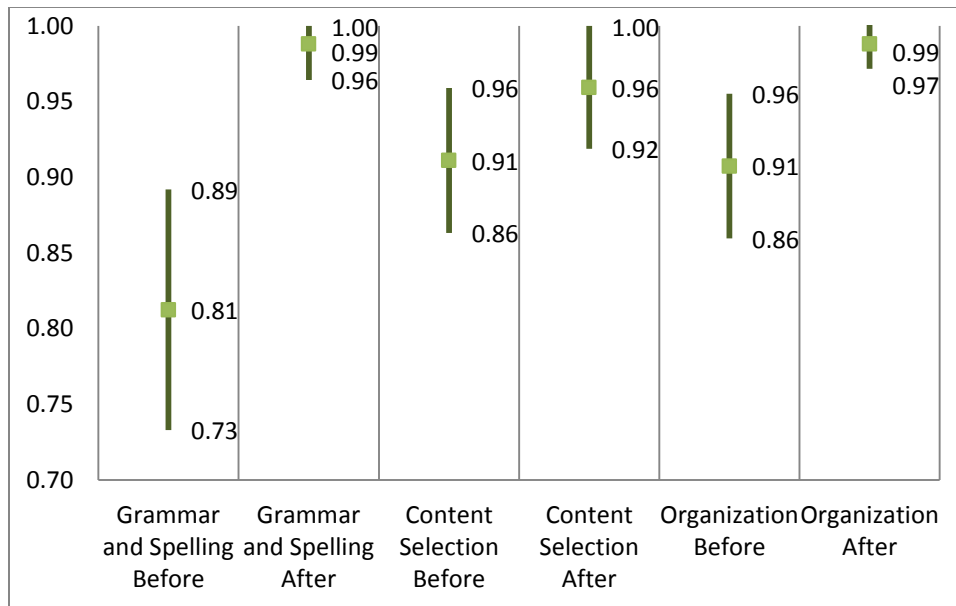 1.00
0.95
0.90
0.85
0.80
0.75
0.70
0.89
0.81
0.73
1.00
0.99
0.96
0.96
0.91
0.86
1.00
0.96
0.92
0.96
0.91
0.86
0.99
0.97
Grammar
and Spelling
Before
Grammar
and Spelling
After
Content
Selection
Before
Content
Selection
After
Organization
Before
Organization
After